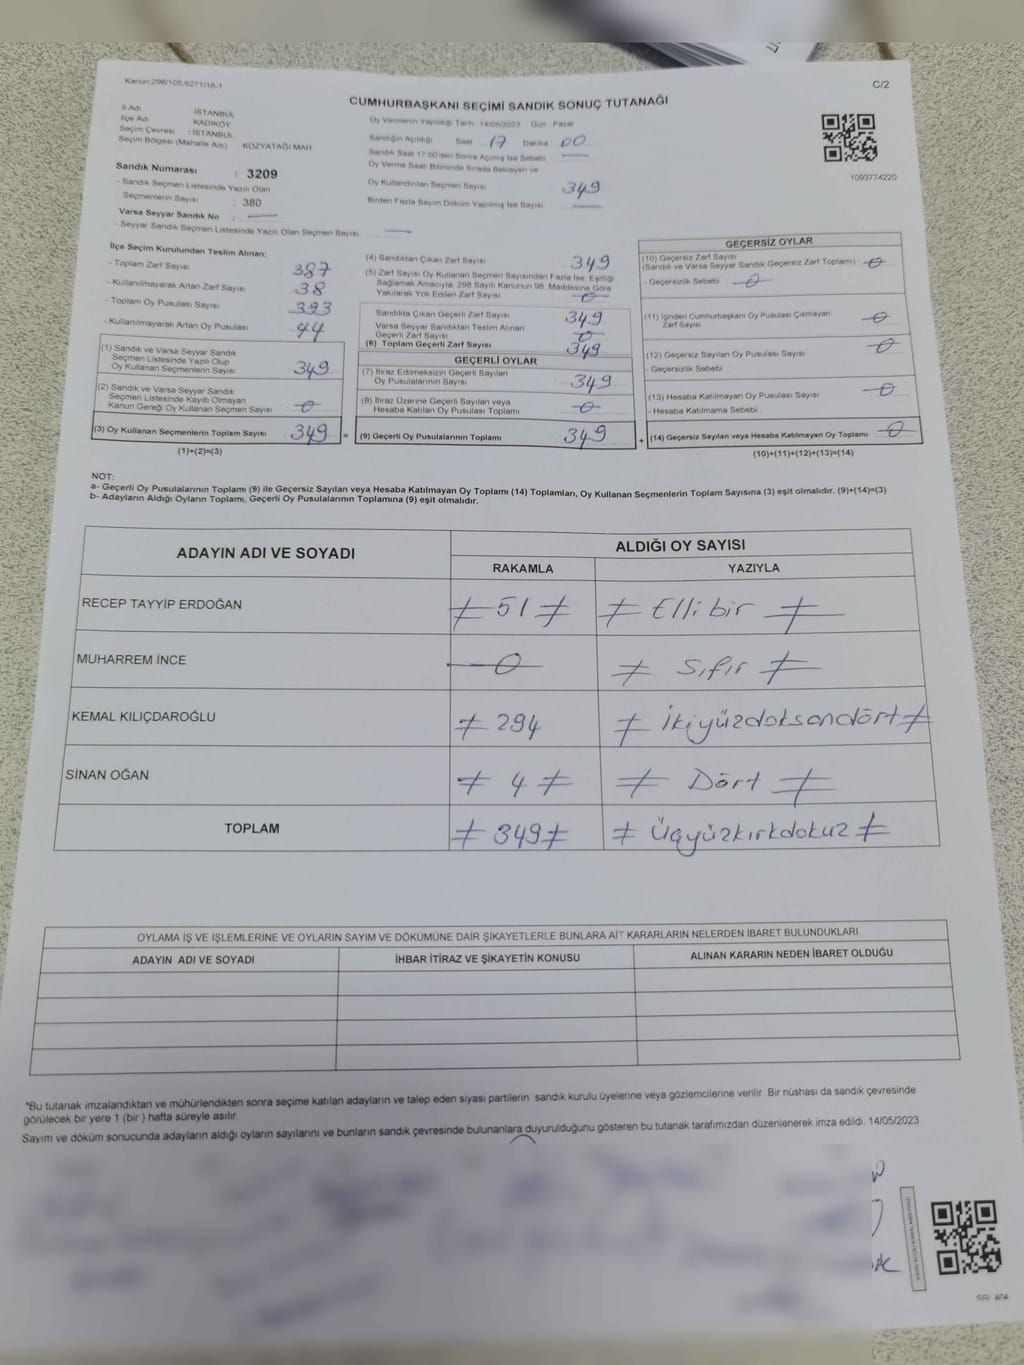 Kanun:298/105,6271/18-1
C/2
CUMHURBAŞKANI SEÇİMİ SANDIK SONUÇ TUTANAĞI
İl Adı İSTANBUL
İlçe Adı KADIKÖY
Seçim Çevresi : İSTANBUL
Seçim Bölgesi (Mahalle Adı) KOZYATAĞI MAH
Oy Vermenin Yapıldığı Tarih 14/05/2023 Gün : Pazar
Sandığın Açıldığı Saat 17 Dakika 00
Sandık Saat 17.00'den Sonra Açılmış İse Sebebi
Oy Verme Saati Bitiminde Sırada Bekleyen ve
Oy Kullandırılan Seçmen Sayısı 349
Birden Fazla Sayım Döküm Yapılmış İse Sayısı
1093774220
Sandık Numarası : 3209
- Sandık Seçmen Listesinde Yazılı Olan
Seçmenlerin Sayısı : 380
Varsa Seyyar Sandık No :
- Seyyar Sandık Seçmen Listesinde Yazılı Olan Seçmen Sayısı
İlçe Seçim Kurulundan Teslim Alınan;
- Toplam Zarf Sayısı 387
- Kullanılmayarak Artan Zarf Sayısı 38
- Toplam Oy Pusulası Sayısı 393
- Kullanılmayarak Artan Oy Pusulası 44
(1) Sandık ve Varsa Seyyar Sandık
Seçmen Listesinde Yazılı Olup
Oy Kullanan Seçmenlerin Sayısı 349
(2) Sandık ve Varsa Seyyar Sandık
Seçmen Listesinde Kayıtlı Olmayan
Kanun Gereği Oy Kullanan Seçmen Sayısı 0
(3) Oy Kullanan Seçmenlerin Toplam Sayısı 349 =
(1)+(2)=(3)
(4) Sandıktan Çıkan Zarf Sayısı 349
(5) Zarf Sayısı Oy Kullanan Seçmen Sayısından Fazla İse, Eşitliği
Sağlamak Amacıyla, 298 Sayılı Kanunun 98. Maddesine Göre
Yakılarak Yok Edilen Zarf Sayısı 0
Sandıkta Çıkan Geçerli Zarf Sayısı 349
Varsa Seyyar Sandıktan Teslim Alınan
Geçerli Zarf Sayısı 0
(6) Toplam Geçerli Zarf Sayısı 349
GEÇERLİ OYLAR
(7) İtiraz Edilmeksizin Geçerli Sayılan
Oy Pusulalarının Sayısı 349
(8) İtiraz Üzerine Geçerli Sayılan veya
Hesaba Katılan Oy Pusulası Toplamı 0
(9) Geçerli Oy Pusulalarının Toplamı 349 +
GEÇERSİZ OYLAR
(10) Geçersiz Zarf Sayısı
(Sandık ve Varsa Seyyar Sandık Geçersiz Zarf Toplamı) 0
- Geçersizlik Sebebi 0
(11) İçinden Cumhurbaşkanı Oy Pusulası Çıkmayan
Zarf Sayısı 0
(12) Geçersiz Sayılan Oy Pusulası Sayısı 0
- Geçersizlik Sebebi
(13) Hesaba Katılmayan Oy Pusulası Sayısı 0
- Hesaba Katılmama Sebebi :
(14) Geçersiz Sayılan veya Hesaba Katılmayan Oy Toplamı 0
(10)+(11)+(12)+(13)=(14)
NOT:
a- Geçerli Oy Pusulalarının Toplamı (9) ile Geçersiz Sayılan veya Hesaba Katılmayan Oy Toplamı (14) Toplamları, Oy Kullanan Seçmenlerin Toplam Sayısına (3) eşit olmalıdır. (9)+(14)=(3)
b- Adayların Aldığı Oyların Toplamı, Geçerli Oy Pusulalarının Toplamına (9) eşit olmalıdır.
ADAYIN ADI VE SOYADI
ALDIĞI OY SAYISI
RAKAMLA YAZIYLA
RECEP TAYYİP ERDOĞAN ≠ 51 ≠ ≠ Ellibir ≠
MUHARREM İNCE 0 ≠ Sıfır ≠
KEMAL KILIÇDAROĞLU ≠ 294 ≠ İkiyüzdoksandört ≠
SİNAN OĞAN ≠ 4 ≠ ≠ Dört ≠
TOPLAM ≠ 349 ≠ ≠ Üçyüzkırkdokuz ≠
OYLAMA İŞ VE İŞLEMLERİNE VE OYLARIN SAYIM VE DÖKÜMÜNE DAİR ŞİKAYETLERLE BUNLARA AİT KARARLARIN NELERDEN İBARET BULUNDUKLARI
ADAYIN ADI VE SOYADI İHBAR İTİRAZ VE ŞİKAYETİN KONUSU ALINAN KARARIN NEDEN İBARET OLDUĞU
*Bu tutanak imzalandıktan ve mühürlendikten sonra seçime katılan adayların ve talep eden siyasi partilerin sandık kurulu üyelerine veya gözlemcilerine verilir. Bir nüshası da sandık çevresinde
görülecek bir yere 1 (bir ) hafta süreyle asılır.
Sayım ve döküm sonucunda adayların aldığı oyların sayılarını ve bunların sandık çevresinde bulunanlara duyurulduğunu gösteren bu tutanak tarafımızdan düzenlenerek imza edildi. 14/05/2023